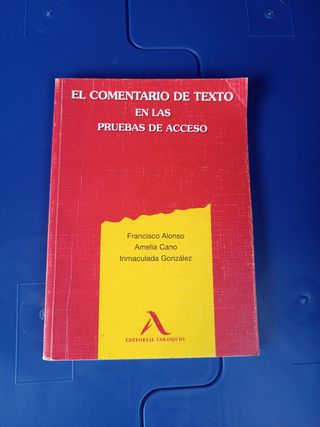 EL COMENTARIO DE TEXTO
EN LAS
PRUEBAS DE ACCESO
Francisco Alonso
Amelia Cano
Inmaculada González
EDITORIAL COLOQUIO